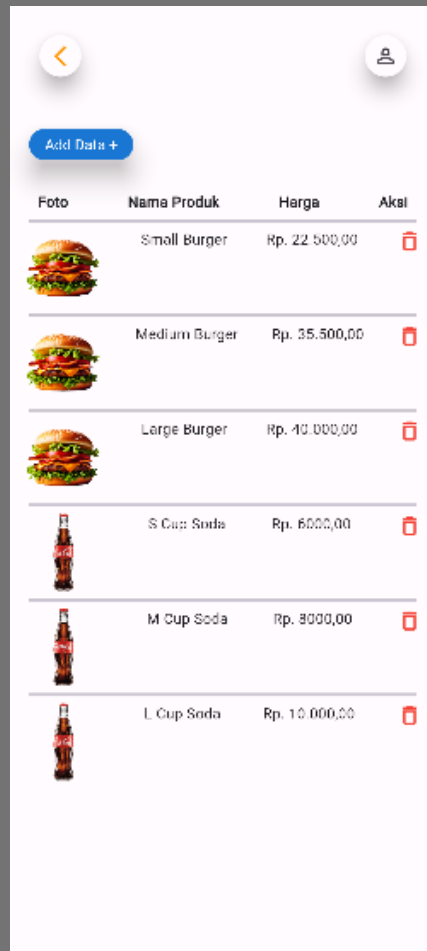 Add Data +
Foto Nama Produk Harga Aksi
Small Burger Rp. 22.500,00
Medium Burger Rp. 35.500,00
Large Burger Rp. 40.000,00
S Cup Soda Rp. 6000,00
M Cup Soda Rp. 8000,00
L Cup Soda Rp. 10.000,00